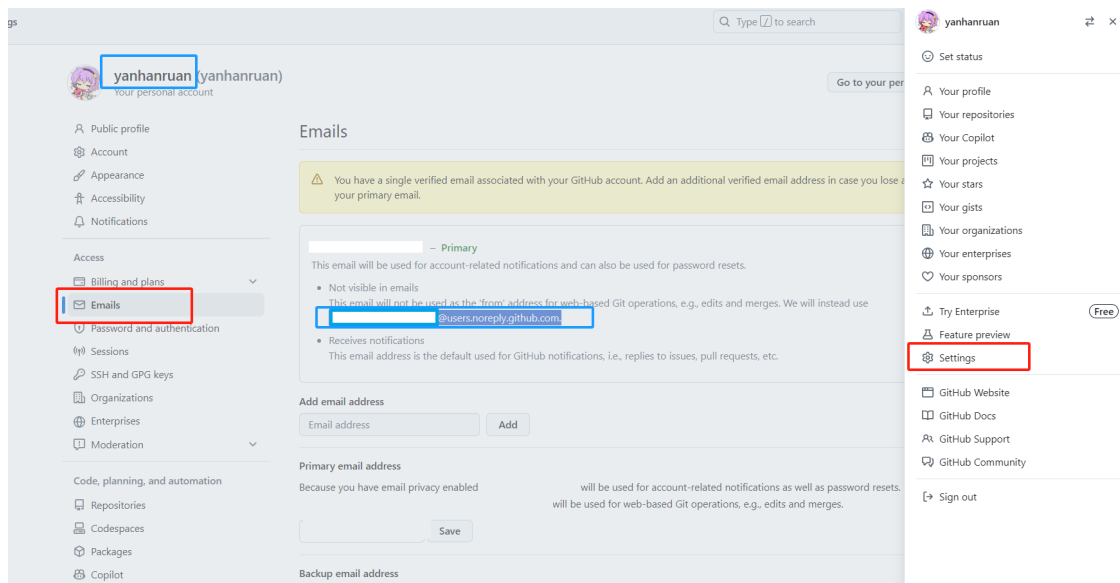 gs
Type / to search
yanhanruan (yanhanruan)
Your personal account
Go to your per
Public profile
Account
Appearance
Accessibility
Notifications
Access
Billing and plans
Emails
Password and authentication
Sessions
SSH and GPG keys
Organizations
Enterprises
Moderation
Code, planning, and automation
Repositories
Codespaces
Packages
Copilot
Emails
You have a single verified email associated with your GitHub account. Add an additional verified email address in case you lose a
your primary email.
– Primary
This email will be used for account-related notifications and can also be used for password resets.
• Not visible in emails
This email will not be used as the 'from' address for web-based Git operations, e.g., edits and merges. We will instead use
@users.noreply.github.com.
• Receives notifications
This email address is the default used for GitHub notifications, i.e., replies to issues, pull requests, etc.
Add email address
Email address
Add
Primary email address
Because you have email privacy enabled will be used for account-related notifications as well as password resets.
will be used for web-based Git operations, e.g., edits and merges.
Save
Backup email address
yanhanruan
Set status
Your profile
Your repositories
Your Copilot
Your projects
Your stars
Your gists
Your organizations
Your enterprises
Your sponsors
Try Enterprise
Free
Feature preview
Settings
GitHub Website
GitHub Docs
GitHub Support
GitHub Community
Sign out